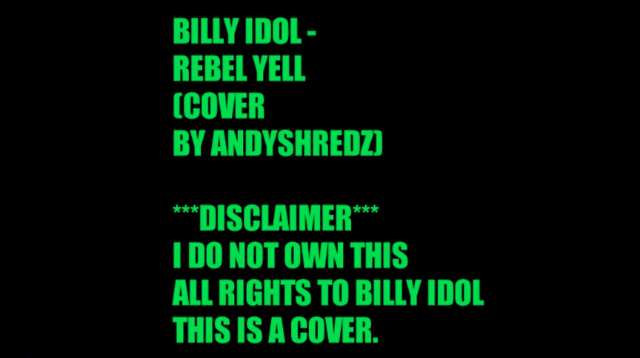 BILLY IDOL -
REBEL YELL
(COVER
BY ANDYSHREDZ)
***DISCLAIMER***
I DO NOT OWN THIS
ALL RIGHTS TO BILLY IDOL
THIS IS A COVER.